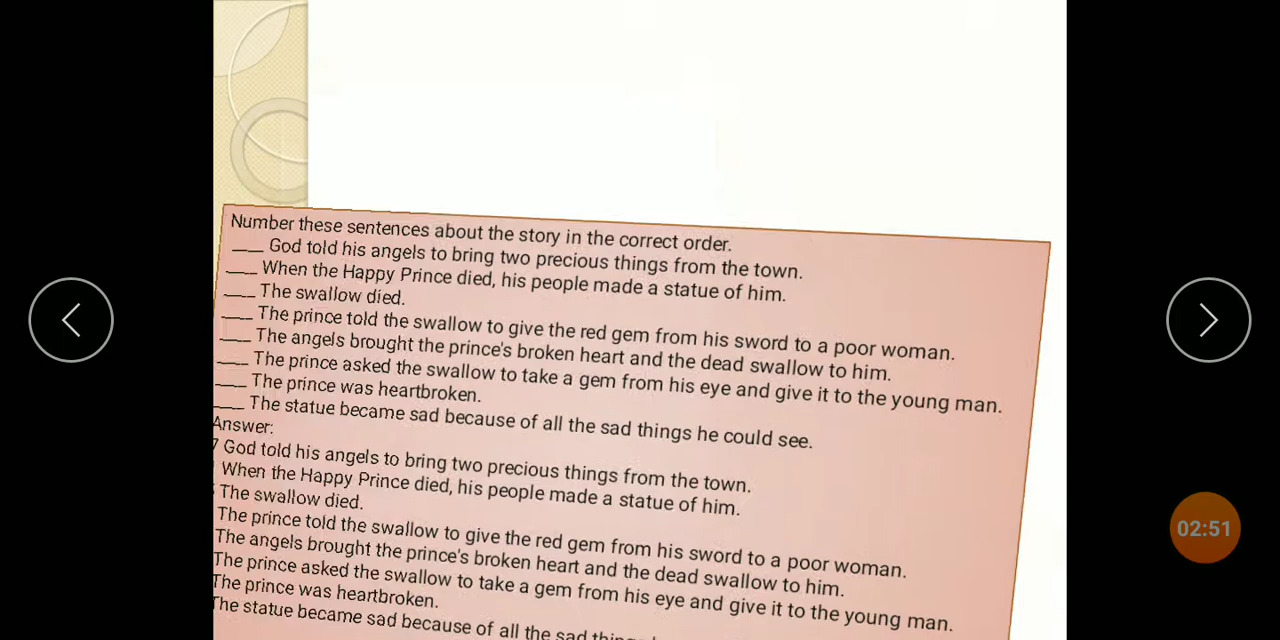 Number these sentences about the story in the correct order.
___ God told his angels to bring two precious things from the town.
___ When the Happy Prince died, his people made a statue of him.
___ The swallow died.
___ The prince told the swallow to give the red gem from his sword to a poor woman.
___ The angels brought the prince's broken heart and the dead swallow to him.
___ The prince asked the swallow to take a gem from his eye and give it to the young man.
___ The prince was heartbroken.
___ The statue became sad because of all the sad things he could see.
Answer:
7 God told his angels to bring two precious things from the town.
When the Happy Prince died, his people made a statue of him.
The swallow died.
The prince told the swallow to give the red gem from his sword to a poor woman.
The angels brought the prince's broken heart and the dead swallow to him.
The prince asked the swallow to take a gem from his eye and give it to the young man.
The prince was heartbroken.
The statue became sad because of all the sad
02:51